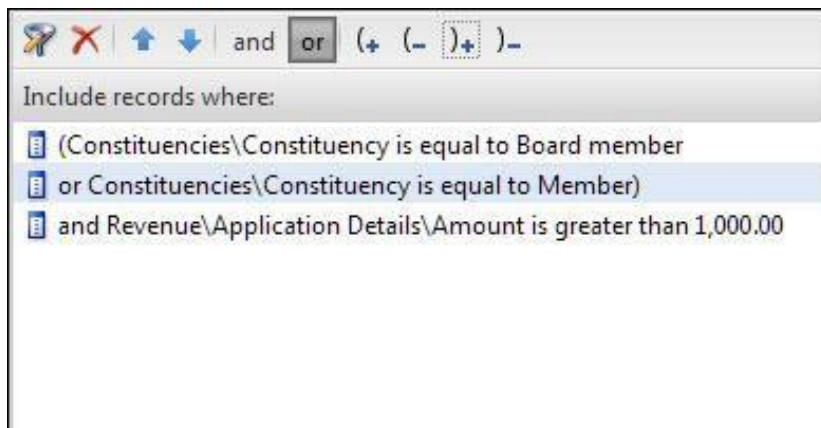 and or (+ (- )+ )-
Include records where:
(Constituencies\Constituency is equal to Board member
or Constituencies\Constituency is equal to Member)
and Revenue\Application Details\Amount is greater than 1,000.00